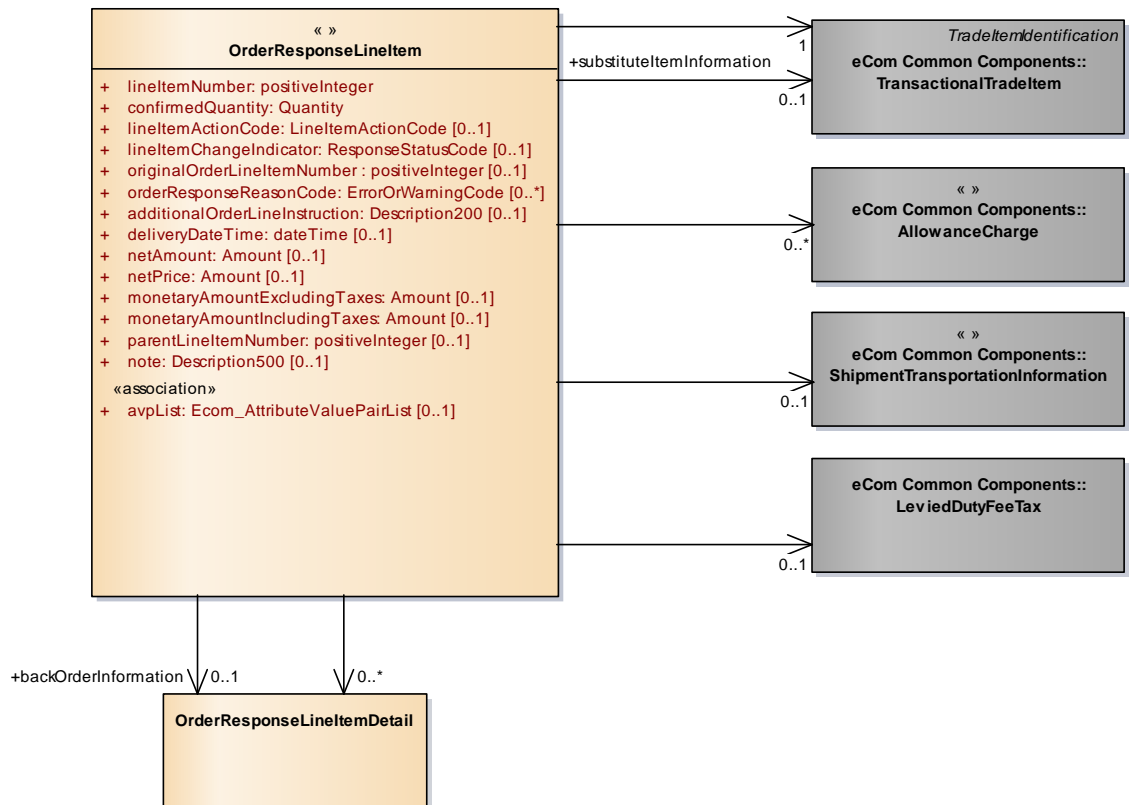 « »
OrderResponseLineItem
+ lineItemNumber: positiveInteger
+ confirmedQuantity: Quantity
+ lineItemActionCode: LineItemActionCode [0..1]
+ lineItemChangeIndicator: ResponseStatusCode [0..1]
+ originalOrderLineItemNumber : positiveInteger [0..1]
+ orderResponseReasonCode: ErrorOrWarningCode [0..*]
+ additionalOrderLineInstruction: Description200 [0..1]
+ deliveryDateTime: dateTime [0..1]
+ netAmount: Amount [0..1]
+ netPrice: Amount [0..1]
+ monetaryAmountExcludingTaxes: Amount [0..1]
+ monetaryAmountIncludingTaxes: Amount [0..1]
+ parentLineItemNumber: positiveInteger [0..1]
+ note: Description500 [0..1]
«association»
+ avpList: Ecom_AttributeValuePairList [0..1]
1
+substituteItemInformation
0..1
TradeItemIdentification
eCom Common Components::
TransactionalTradeItem
0..*
« »
eCom Common Components::
AllowanceCharge
0..1
« »
eCom Common Components::
ShipmentTransportationInformation
0..1
eCom Common Components::
LeviedDutyFeeTax
+backOrderInformation
0..1
0..*
OrderResponseLineItemDetail